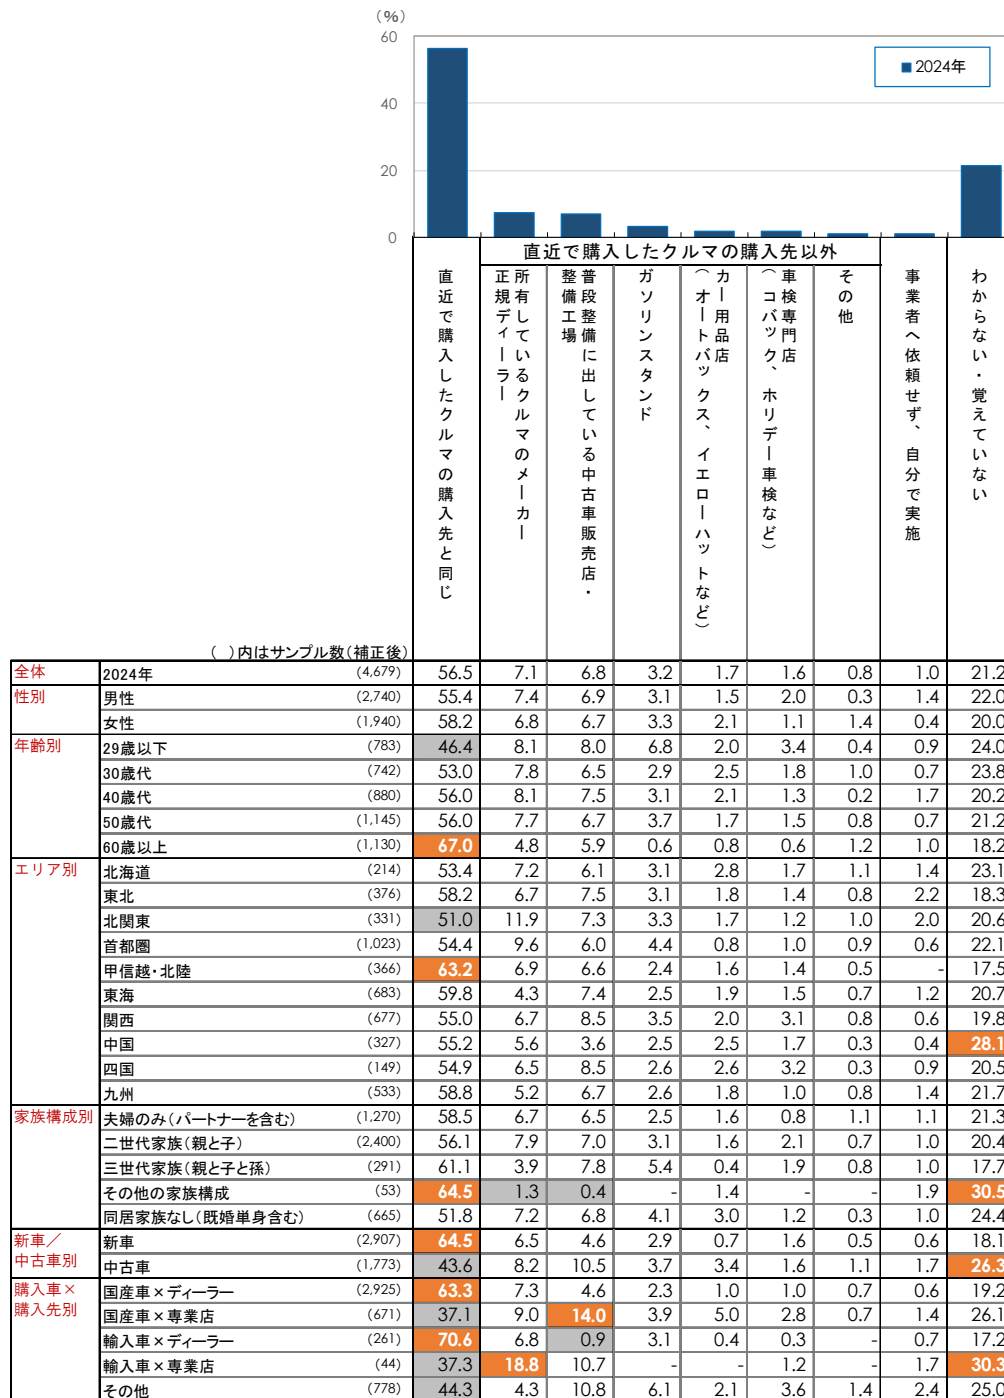 （%）
60
40
20
0
■2024年
直近で購入したクルマの購入先以外
直近で購入したクルマの購入先と同じ
所有しているクルマのメーカー
正規ディーラー
普段整備に出している中古車販売店・
整備工場
ガソリンスタンド
カー用品店
（オートバックス、イエローハットなど）
車検専門店
（コバック、ホリデー車検など）
その他
事業者へ依頼せず、自分で実施
わからない・覚えていない
（　）内はサンプル数（補正後）
全体 2024年 (4,679) 56.5 7.1 6.8 3.2 1.7 1.6 0.8 1.0 21.2
性別 男性 (2,740) 55.4 7.4 6.9 3.1 1.5 2.0 0.3 1.4 22.0
女性 (1,940) 58.2 6.8 6.7 3.3 2.1 1.1 1.4 0.4 20.0
年齢別 29歳以下 (783) 46.4 8.1 8.0 6.8 2.0 3.4 0.4 0.9 24.0
30歳代 (742) 53.0 7.8 6.5 2.9 2.5 1.8 1.0 0.7 23.8
40歳代 (880) 56.0 8.1 7.5 3.1 2.1 1.3 0.2 1.7 20.2
50歳代 (1,145) 56.0 7.7 6.7 3.7 1.7 1.5 0.8 0.7 21.2
60歳以上 (1,130) 67.0 4.8 5.9 0.6 0.8 0.6 1.2 1.0 18.2
エリア別 北海道 (214) 53.4 7.2 6.1 3.1 2.8 1.7 1.1 1.4 23.1
東北 (376) 58.2 6.7 7.5 3.1 1.8 1.4 0.8 2.2 18.3
北関東 (331) 51.0 11.9 7.3 3.3 1.7 1.2 1.0 2.0 20.6
首都圏 (1,023) 54.4 9.6 6.0 4.4 0.8 1.0 0.9 0.6 22.1
甲信越・北陸 (366) 63.2 6.9 6.6 2.4 1.6 1.4 0.5 - 17.5
東海 (683) 59.8 4.3 7.4 2.5 1.9 1.5 0.7 1.2 20.7
関西 (677) 55.0 6.7 8.5 3.5 2.0 3.1 0.8 0.6 19.8
中国 (327) 55.2 5.6 3.6 2.5 2.5 1.7 0.3 0.4 28.1
四国 (149) 54.9 6.5 8.5 2.6 2.6 3.2 0.3 0.9 20.5
九州 (533) 58.8 5.2 6.7 2.6 1.8 1.0 0.8 1.4 21.7
家族構成別 夫婦のみ（パートナーを含む） (1,270) 58.5 6.7 6.5 2.5 1.6 0.8 1.1 1.1 21.3
二世代家族（親と子） (2,400) 56.1 7.9 7.0 3.1 1.6 2.1 0.7 1.0 20.4
三世代家族（親と子と孫） (291) 61.1 3.9 7.8 5.4 0.4 1.9 0.8 1.0 17.7
その他の家族構成 (53) 64.5 1.3 0.4 - 1.4 - - 1.9 30.5
同居家族なし（既婚単身含む） (665) 51.8 7.2 6.8 4.1 3.0 1.2 0.3 1.0 24.4
新車／ 新車 (2,907) 64.5 6.5 4.6 2.9 0.7 1.6 0.5 0.6 18.1
中古車別 中古車 (1,773) 43.6 8.2 10.5 3.7 3.4 1.6 1.1 1.7 26.3
購入車× 国産車×ディーラー (2,925) 63.3 7.3 4.6 2.3 1.0 1.0 0.7 0.6 19.2
購入先別 国産車×専業店 (671) 37.1 9.0 14.0 3.9 5.0 2.8 0.7 1.4 26.1
輸入車×ディーラー (261) 70.6 6.8 0.9 3.1 0.4 0.3 - 0.7 17.2
輸入車×専業店 (44) 37.3 18.8 10.7 - - 1.2 - 1.7 30.3
その他 (778) 44.3 4.3 10.8 6.1 2.1 3.6 1.4 2.4 25.0